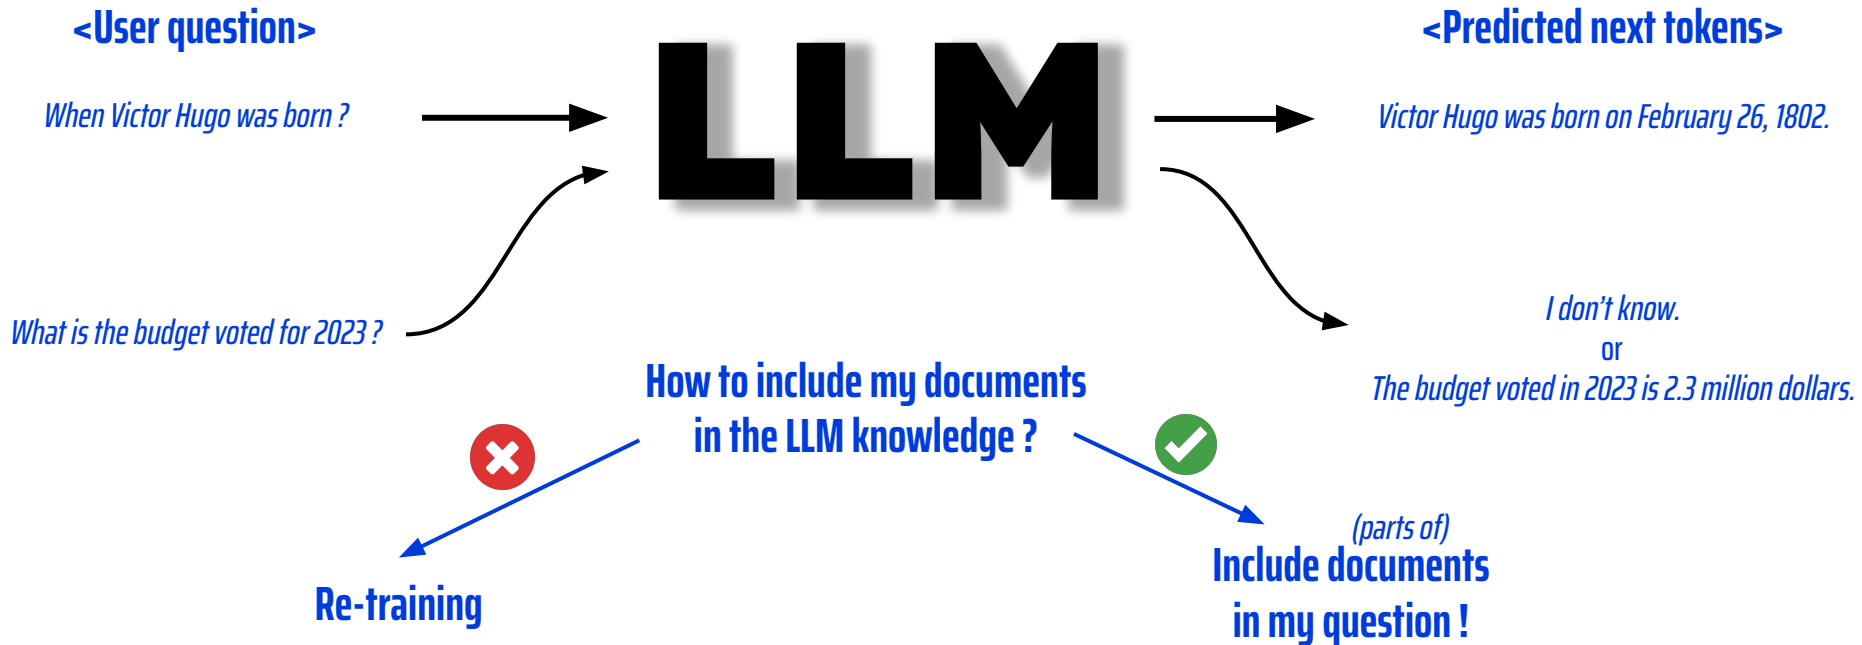 <User question>
LLM
<Predicted next tokens>
When Victor Hugo was born ?
Victor Hugo was born on February 26, 1802.
What is the budget voted for 2023 ?
I don't know.
or
The budget voted in 2023 is 2.3 million dollars.
How to include my documents
in the LLM knowledge ?
Re-training
(parts of)
Include documents
in my question !